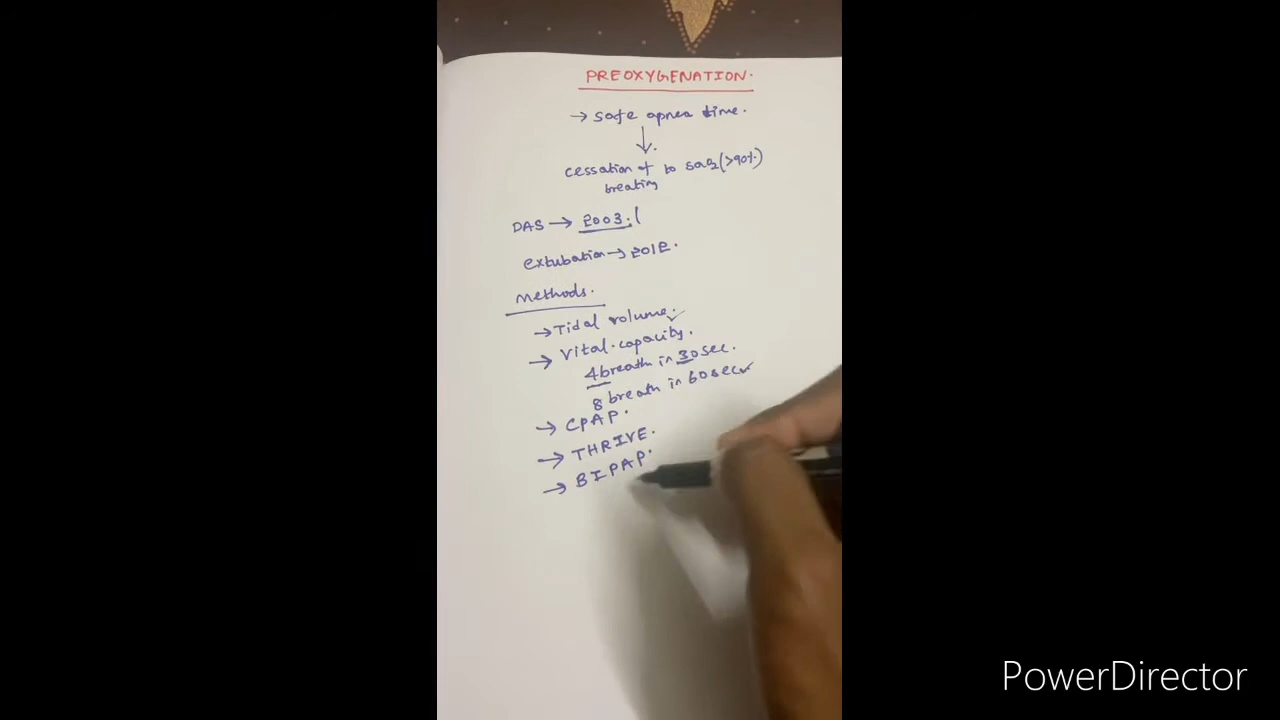 PREOXYGENATION.
→ safe apnea time.
↓
cessation of to SaO2 (>90%)
breating
DAS → 2003. (
extubation → 2012.
Methods.
→ Tidal volume. ✓
→ Vital capacity.
4 breath in 30 sec.
8 breath in 60 sec
→ CPAP.
→ THRIVE.
→ BIPAP.
PowerDirector